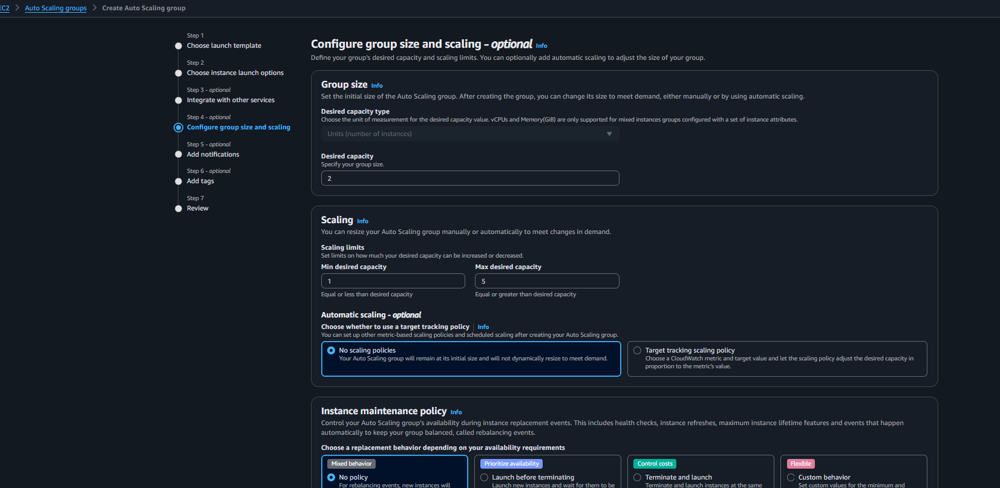 EC2 > Auto Scaling groups > Create Auto Scaling group
Step 1
Choose launch template
Step 2
Choose instance launch options
Step 3 - optional
Integrate with other services
Step 4 - optional
Configure group size and scaling
Step 5 - optional
Add notifications
Step 6 - optional
Add tags
Step 7
Review
Configure group size and scaling - optional Info
Define your group's desired capacity and scaling limits. You can optionally add automatic scaling to adjust the size of your group.
Group size Info
Set the initial size of the Auto Scaling group. After creating the group, you can change its size to meet demand, either manually or by using automatic scaling.
Desired capacity type
Choose the unit of measurement for the desired capacity value. vCPUs and Memory(GiB) are only supported for mixed instances groups configured with a set of instance attributes.
Units (number of instances)
Desired capacity
Specify your group size.
2
Scaling Info
You can resize your Auto Scaling group manually or automatically to meet changes in demand.
Scaling limits
Set limits on how much your desired capacity can be increased or decreased.
Min desired capacity
Max desired capacity
1
5
Equal or less than desired capacity
Equal or greater than desired capacity
Automatic scaling - optional
Choose whether to use a target tracking policy | Info
You can set up other metric-based scaling policies and scheduled scaling after creating your Auto Scaling group.
No scaling policies
Your Auto Scaling group will remain at its initial size and will not dynamically resize to meet demand.
Target tracking scaling policy
Choose a CloudWatch metric and target value and let the scaling policy adjust the desired capacity in
proportion to the metric's value.
Instance maintenance policy Info
Control your Auto Scaling group's availability during instance replacement events. This includes health checks, instance refreshes, maximum instance lifetime features and events that happen
automatically to keep your group balanced, called rebalancing events.
Choose a replacement behavior depending on your availability requirements
Mixed behavior
No policy
For rebalancing events, new instances will
Prioritize availability
Launch before terminating
Launch new instances and wait for them to be
Control costs
Terminate and launch
Terminate and launch instances at the same
Flexible
Custom behavior
Set custom values for the minimum and